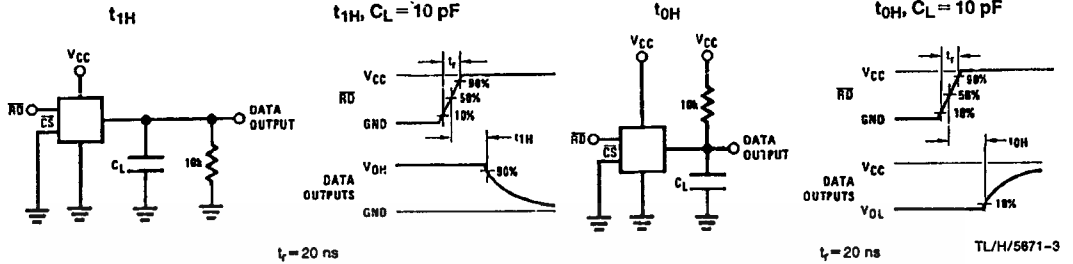 t1H
t1H, CL = 10 pF
t0H
t0H, CL = 10 pF
VCC
RD
CS
DATA
OUTPUT
CL
10k
VCC
RD
GND
tr
90%
50%
10%
t1H
VOH
DATA
OUTPUTS
GND
90%
tr = 20 ns
VCC
VCC
10k
RD
CS
DATA
OUTPUT
CL
VCC
RD
GND
tr
90%
50%
10%
t0H
VCC
DATA
OUTPUTS
VOL
10%
tr = 20 ns
TL/H/5671-3